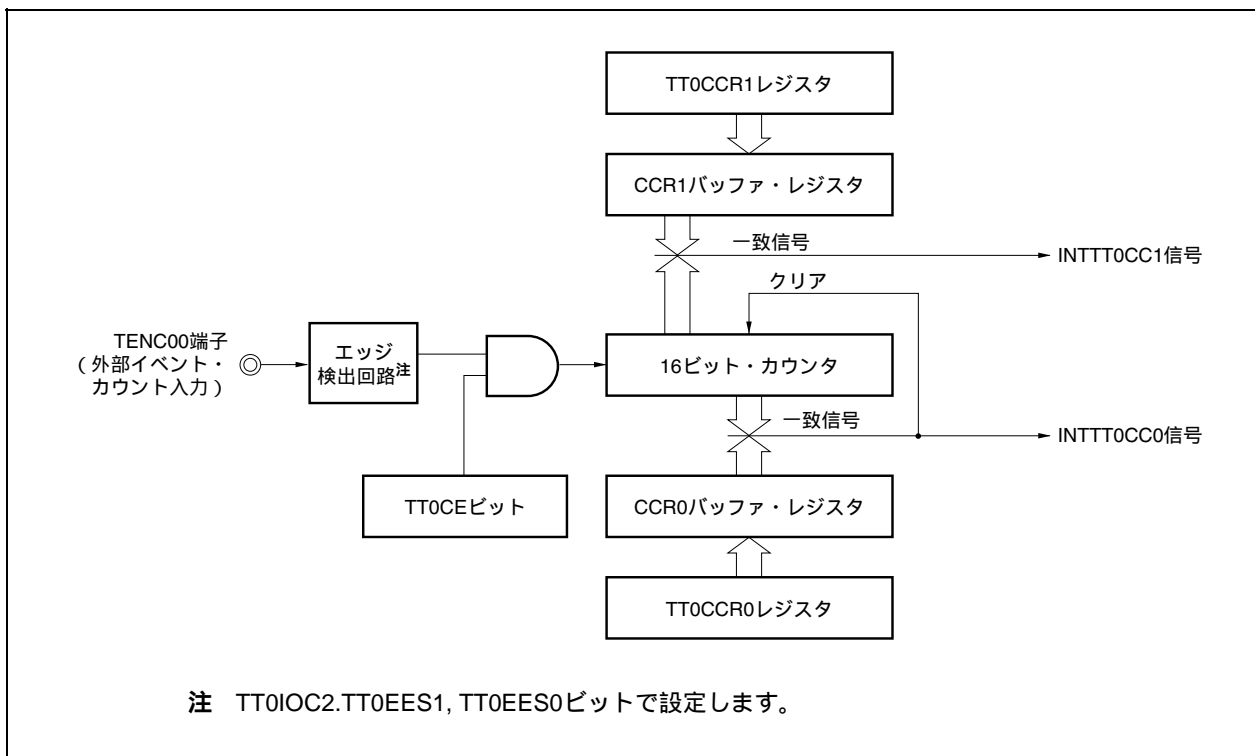 TT0CCR1レジスタ
CCR1バッファ・レジスタ
一致信号
INTTT0CC1信号
クリア
TENC00端子
（外部イベント・
カウント入力）
エッジ
検出回路注
16ビット・カウンタ
一致信号
INTTT0CC0信号
TT0CEビット
CCR0バッファ・レジスタ
TT0CCR0レジスタ
注 TT0IOC2.TT0EES1, TT0EES0ビットで設定します。